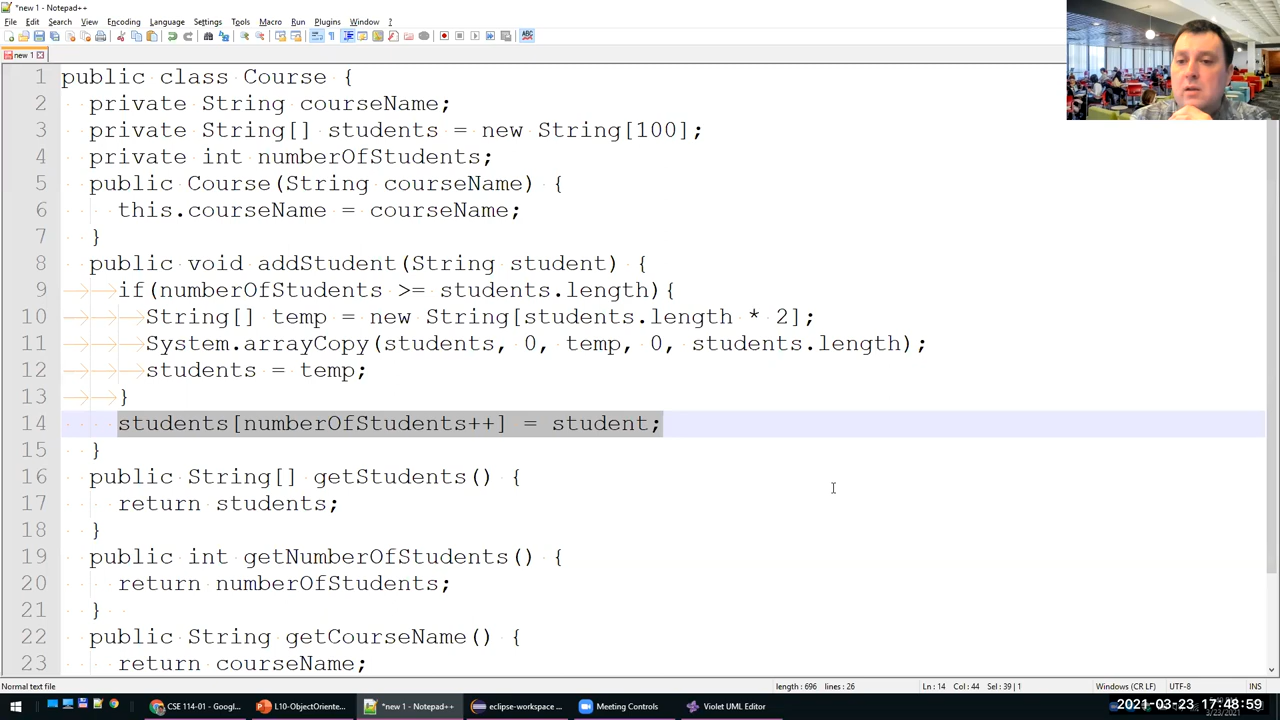 *new 1 - Notepad++
File Edit Search View Encoding Language Settings Tools Macro Run Plugins Window ?
new 1
1 public class Course {
2 private String courseName;
3 private String[] students = new String[100];
4 private int numberOfStudents;
5 public Course(String courseName) {
6 this.courseName = courseName;
7 }
8 public void addStudent(String student) {
9 if(numberOfStudents >= students.length){
10 String[] temp = new String[students.length * 2];
11 System.arrayCopy(students, 0, temp, 0, students.length);
12 students = temp;
13 }
14 students[numberOfStudents++] = student;
15 }
16 public String[] getStudents() {
17 return students;
18 }
19 public int getNumberOfStudents() {
20 return numberOfStudents;
21 }
22 public String getCourseName() {
23 return courseName;
Normal text file length : 696 lines : 26 Ln : 14 Col : 44 Sel : 39 | 1 Windows (CR LF) UTF-8 INS
CSE 114-01 - Googl... L10-ObjectOriente... *new 1 - Notepad++ eclipse-workspace ... Meeting Controls Violet UML Editor 2021-03-23 17:48:59